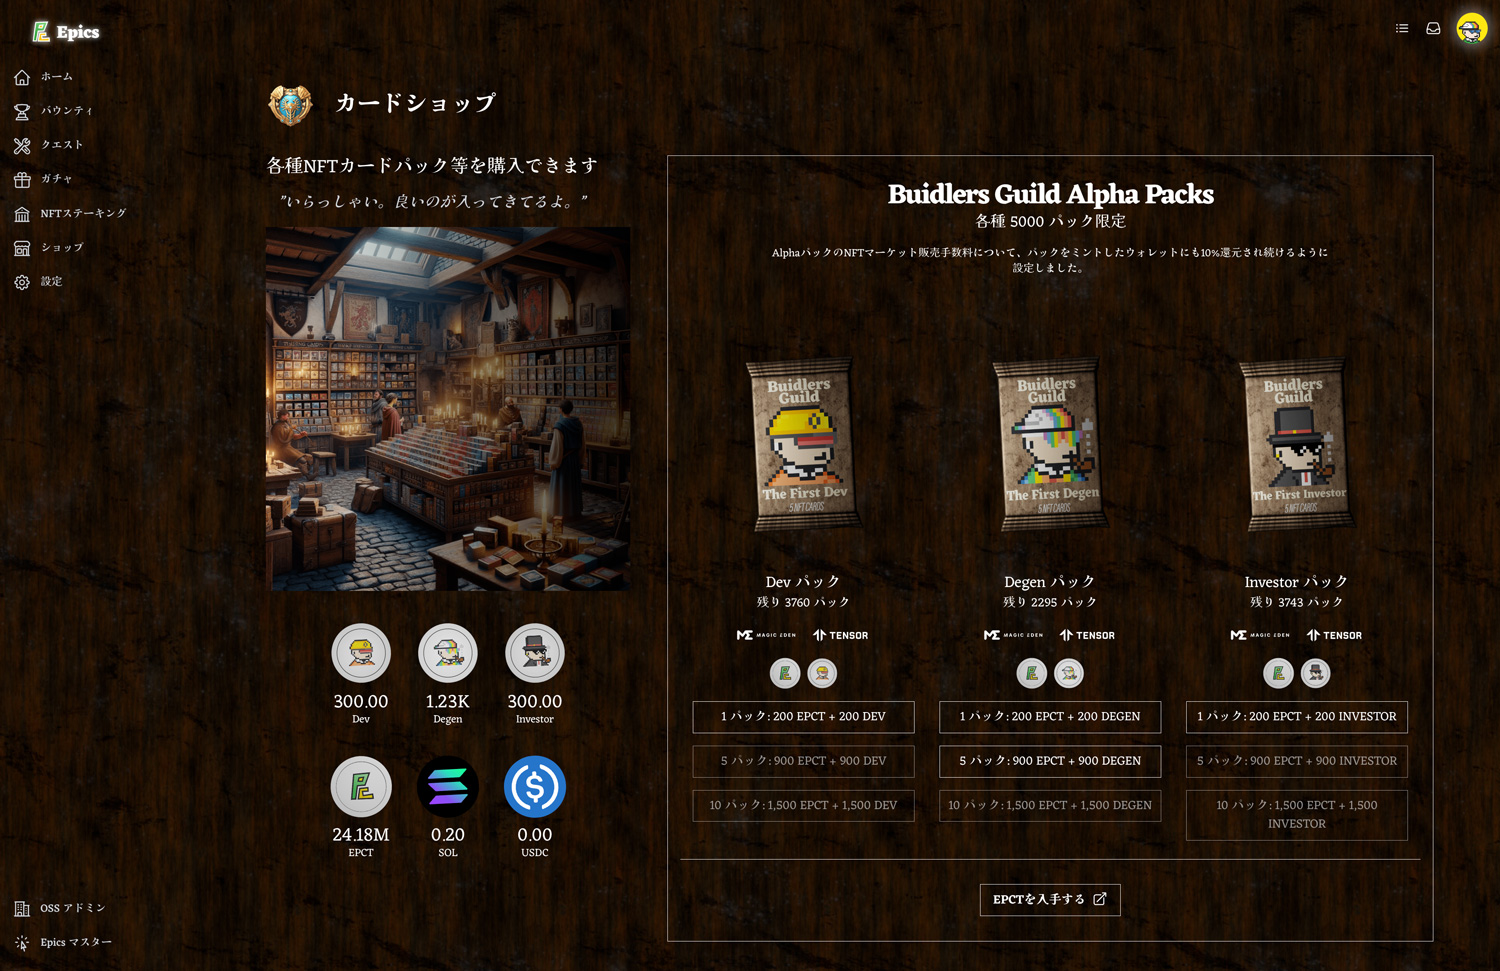 Epics
ホーム
バウンティ
クエスト
ガチャ
NFTステーキング
ショップ
設定
OSS アドミン
Epics マスター
カードショップ
各種NFTカードパック等を購入できます
"いらっしゃい。良いのが入ってきてるよ。"
300.00
Dev
1.23K
Degen
300.00
Investor
24.18M
EPCT
0.20
SOL
0.00
USDC
Buidlers Guild Alpha Packs
各種 5000 パック限定
AlphaパックのNFTマーケット販売手数料について、パックをミントしたウォレットにも10%還元され続けるように
設定しました。
Buidlers
Guild
The First Dev
5 NFT CARDS
Buidlers
Guild
The First Degen
5 NFT CARDS
Buidlers
Guild
The First Investor
5 NFT CARDS
Dev パック
残り 3760 パック
MAGIC EDEN
TENSOR
1 パック: 200 EPCT + 200 DEV
5 パック: 900 EPCT + 900 DEV
10 パック: 1,500 EPCT + 1,500 DEV
Degen パック
残り 2295 パック
MAGIC EDEN
TENSOR
1 パック: 200 EPCT + 200 DEGEN
5 パック: 900 EPCT + 900 DEGEN
10 パック: 1,500 EPCT + 1,500 DEGEN
Investor パック
残り 3743 パック
MAGIC EDEN
TENSOR
1 パック: 200 EPCT + 200 INVESTOR
5 パック: 900 EPCT + 900 INVESTOR
10 パック: 1,500 EPCT + 1,500
INVESTOR
EPCTを入手する